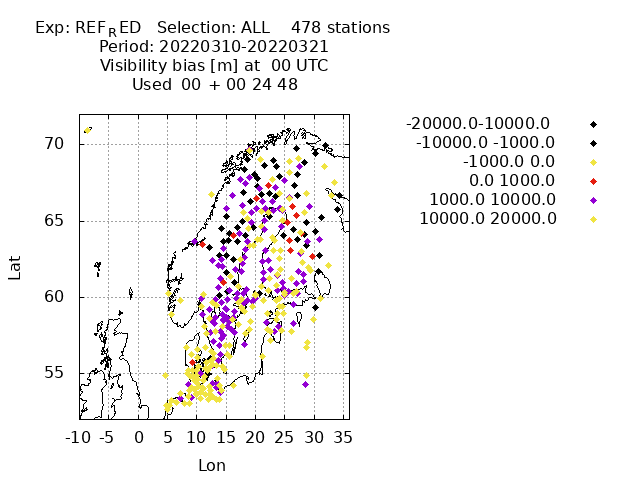 Exp: REFRED   Selection: ALL    478 stations
Period: 20220310-20220321
Visibility bias [m] at  00 UTC
Used  00 + 00 24 48
-20000.0-10000.0
-10000.0 -1000.0
-1000.0 0.0
0.0 1000.0
1000.0 10000.0
10000.0 20000.0
70
65
60
55
Lat
-10 -5 0 5 10 15 20 25 30 35
Lon